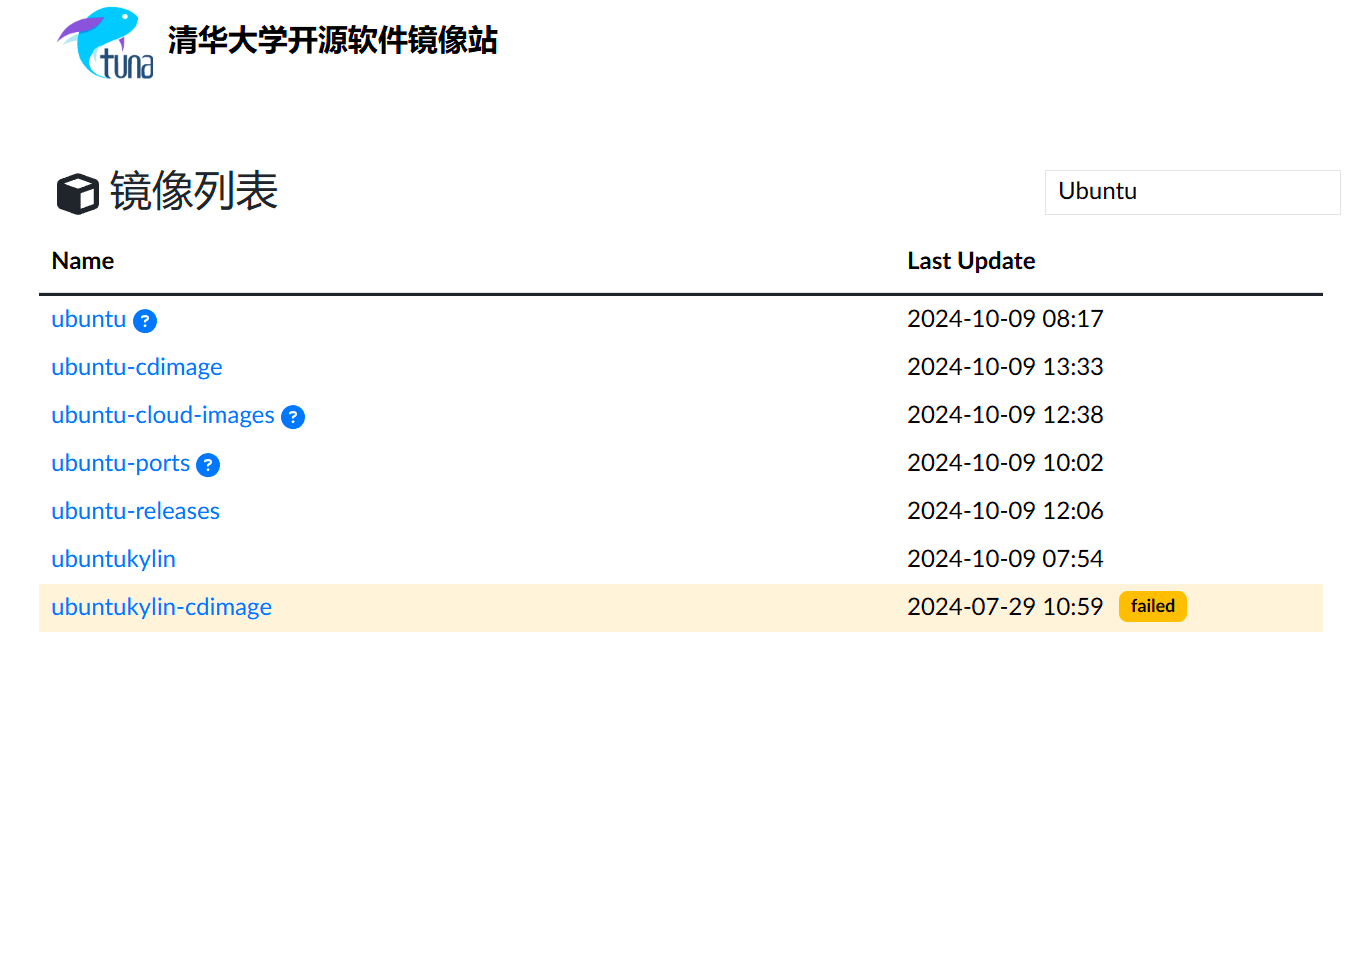 tuna 清华大学开源软件镜像站
镜像列表 Ubuntu
Name Last Update
ubuntu ? 2024-10-09 08:17
ubuntu-cdimage 2024-10-09 13:33
ubuntu-cloud-images ? 2024-10-09 12:38
ubuntu-ports ? 2024-10-09 10:02
ubuntu-releases 2024-10-09 12:06
ubuntukylin 2024-10-09 07:54
ubuntukylin-cdimage 2024-07-29 10:59 failed